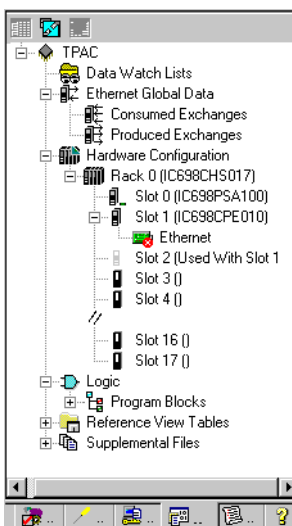 TPAC
Data Watch Lists
Ethernet Global Data
Consumed Exchanges
Produced Exchanges
Hardware Configuration
Rack 0 (IC698CHS017)
Slot 0 (IC698PSA100)
Slot 1 (IC698CPE010)
Ethernet
Slot 2 (Used With Slot 1
Slot 3 ()
Slot 4 ()
//
Slot 16 ()
Slot 17 ()
Logic
Program Blocks
Reference View Tables
Supplemental Files